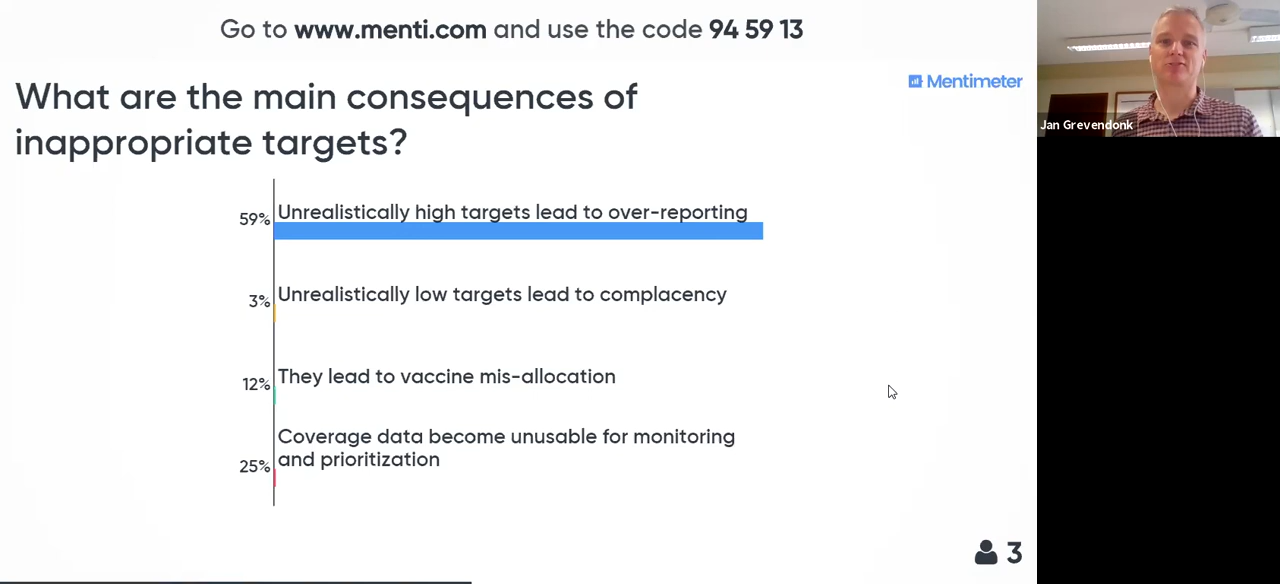 Go to www.menti.com and use the code 94 59 13
Mentimeter
What are the main consequences of
inappropriate targets?
Jan Grevendonk
59%
Unrealistically high targets lead to over-reporting
3%
Unrealistically low targets lead to complacency
12%
They lead to vaccine mis-allocation
Coverage data become unusable for monitoring
25%
and prioritization
3